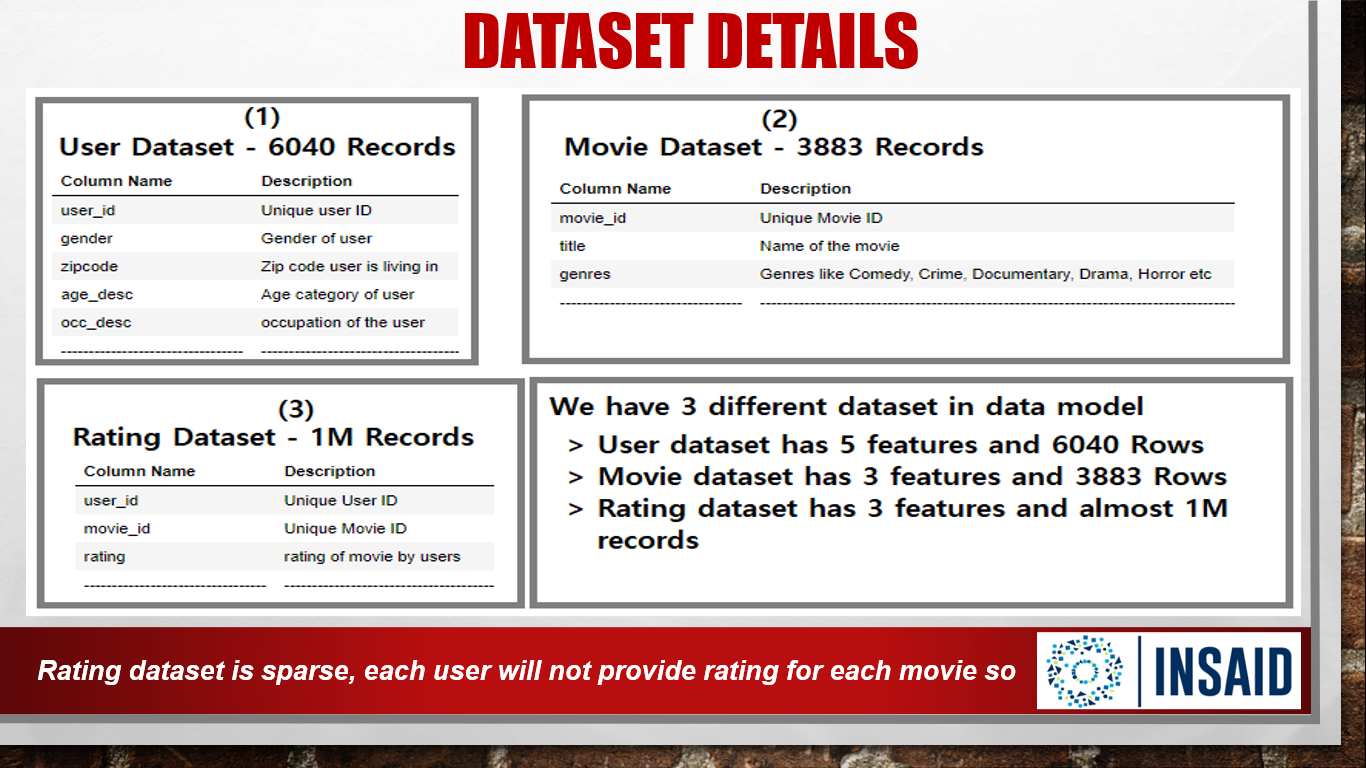 DATASET DETAILS
(1)
User Dataset - 6040 Records
Column Name Description
user_id Unique user ID
gender Gender of user
zipcode Zip code user is living in
age_desc Age category of user
occ_desc occupation of the user
(2)
Movie Dataset - 3883 Records
Column Name Description
movie_id Unique Movie ID
title Name of the movie
genres Genres like Comedy, Crime, Documentary, Drama, Horror etc
(3)
Rating Dataset - 1M Records
Column Name Description
user_id Unique User ID
movie_id Unique Movie ID
rating rating of movie by users
We have 3 different dataset in data model
> User dataset has 5 features and 6040 Rows
> Movie dataset has 3 features and 3883 Rows
> Rating dataset has 3 features and almost 1M
records
Rating dataset is sparse, each user will not provide rating for each movie so
INSAID